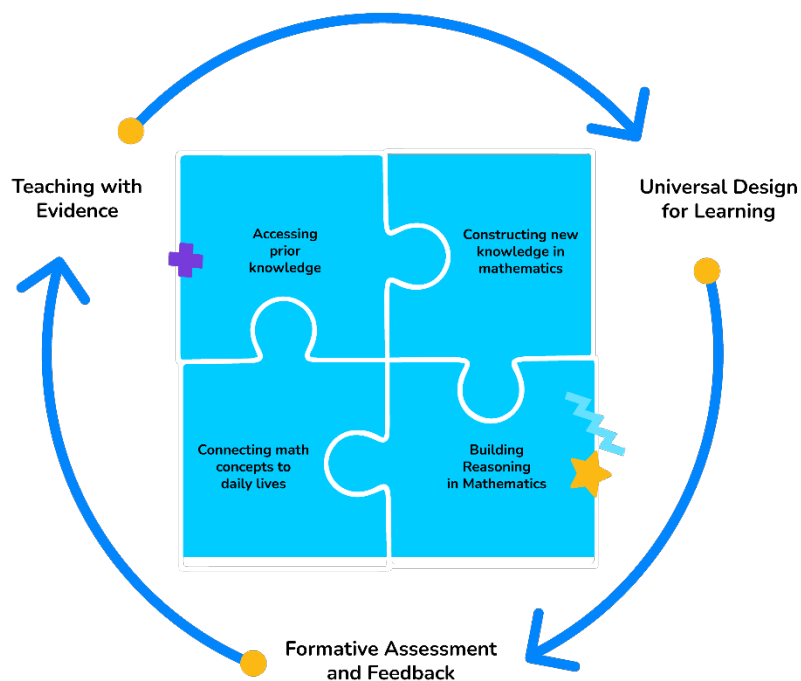 Teaching with
Evidence
Universal Design
for Learning
Accessing
prior
knowledge
Constructing new
knowledge in
mathematics
Connecting math
concepts to
daily lives
Building
Reasoning
in Mathematics
Formative Assessment
and Feedback